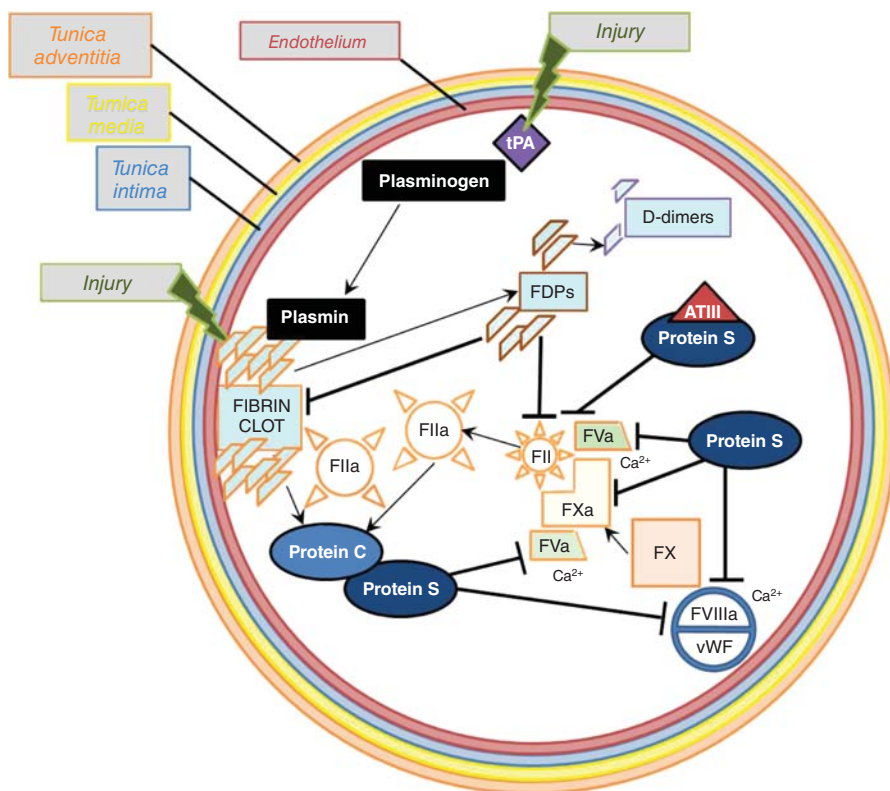 Tunica
adventitia
Endothelium
Injury
Tumica
media
tPA
Tunica
intima
Plasminogen
D-dimers
Injury
FDPs
Plasmin
ATIII
Protein S
FIBRIN
CLOT
FIIa
FIIa
FII
FVa
Ca²⁺
Protein S
FXa
Protein C
FVa
FX
Ca²⁺
Protein S
Ca²⁺
FVIIIa
vWF